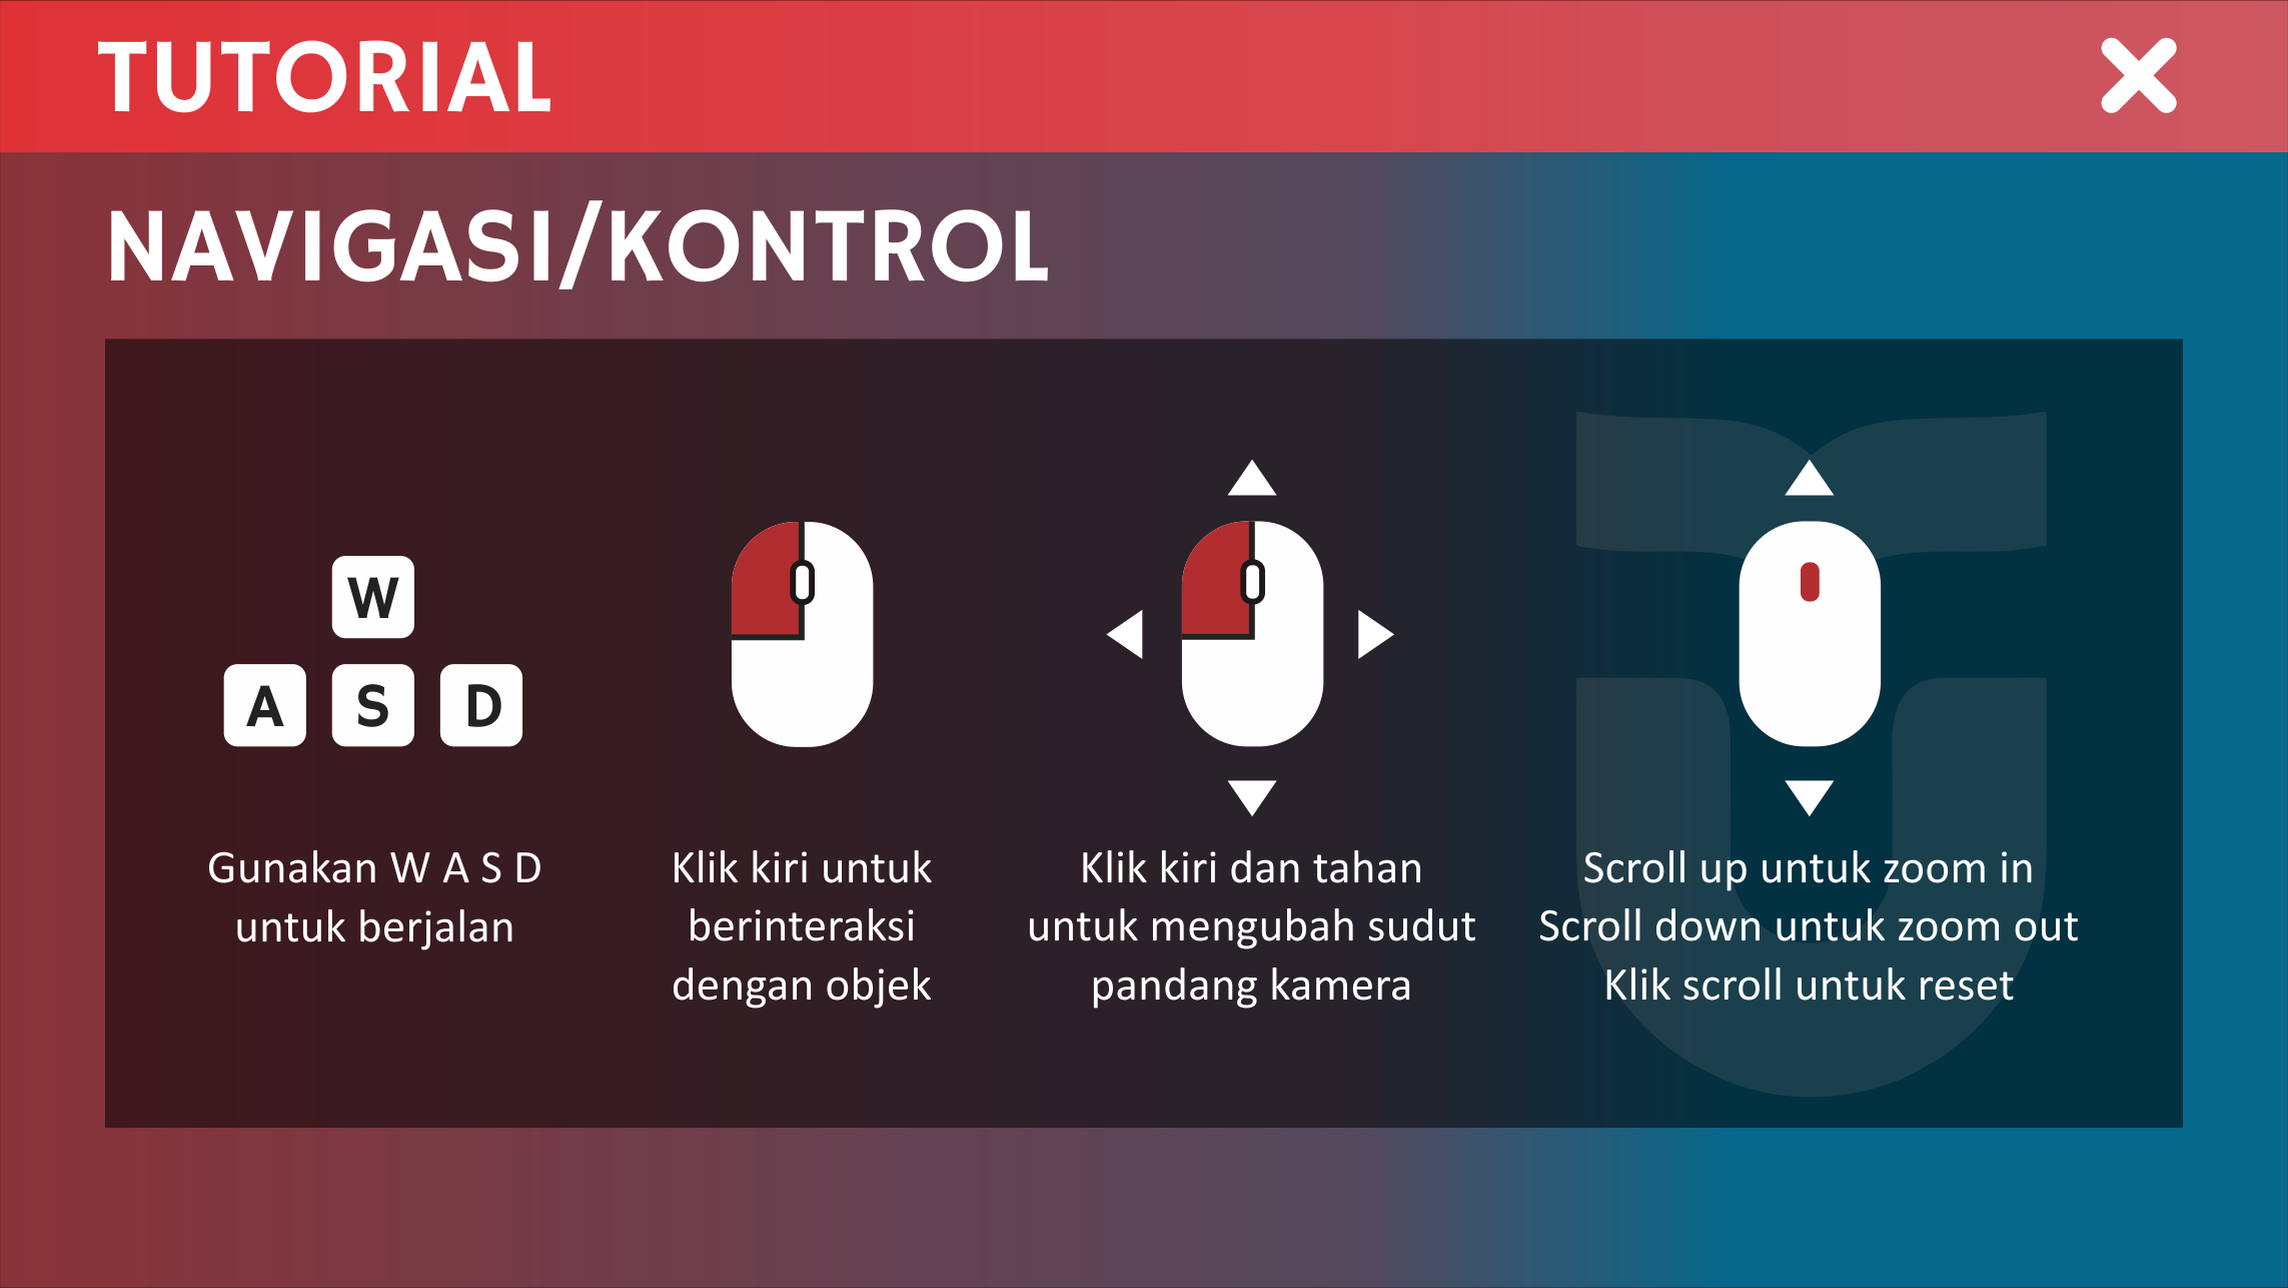 TUTORIAL
NAVIGASI/KONTROL
W
A S D
Gunakan W A S D
untuk berjalan
Klik kiri untuk
berinteraksi
dengan objek
Klik kiri dan tahan
untuk mengubah sudut
pandang kamera
Scroll up untuk zoom in
Scroll down untuk zoom out
Klik scroll untuk reset